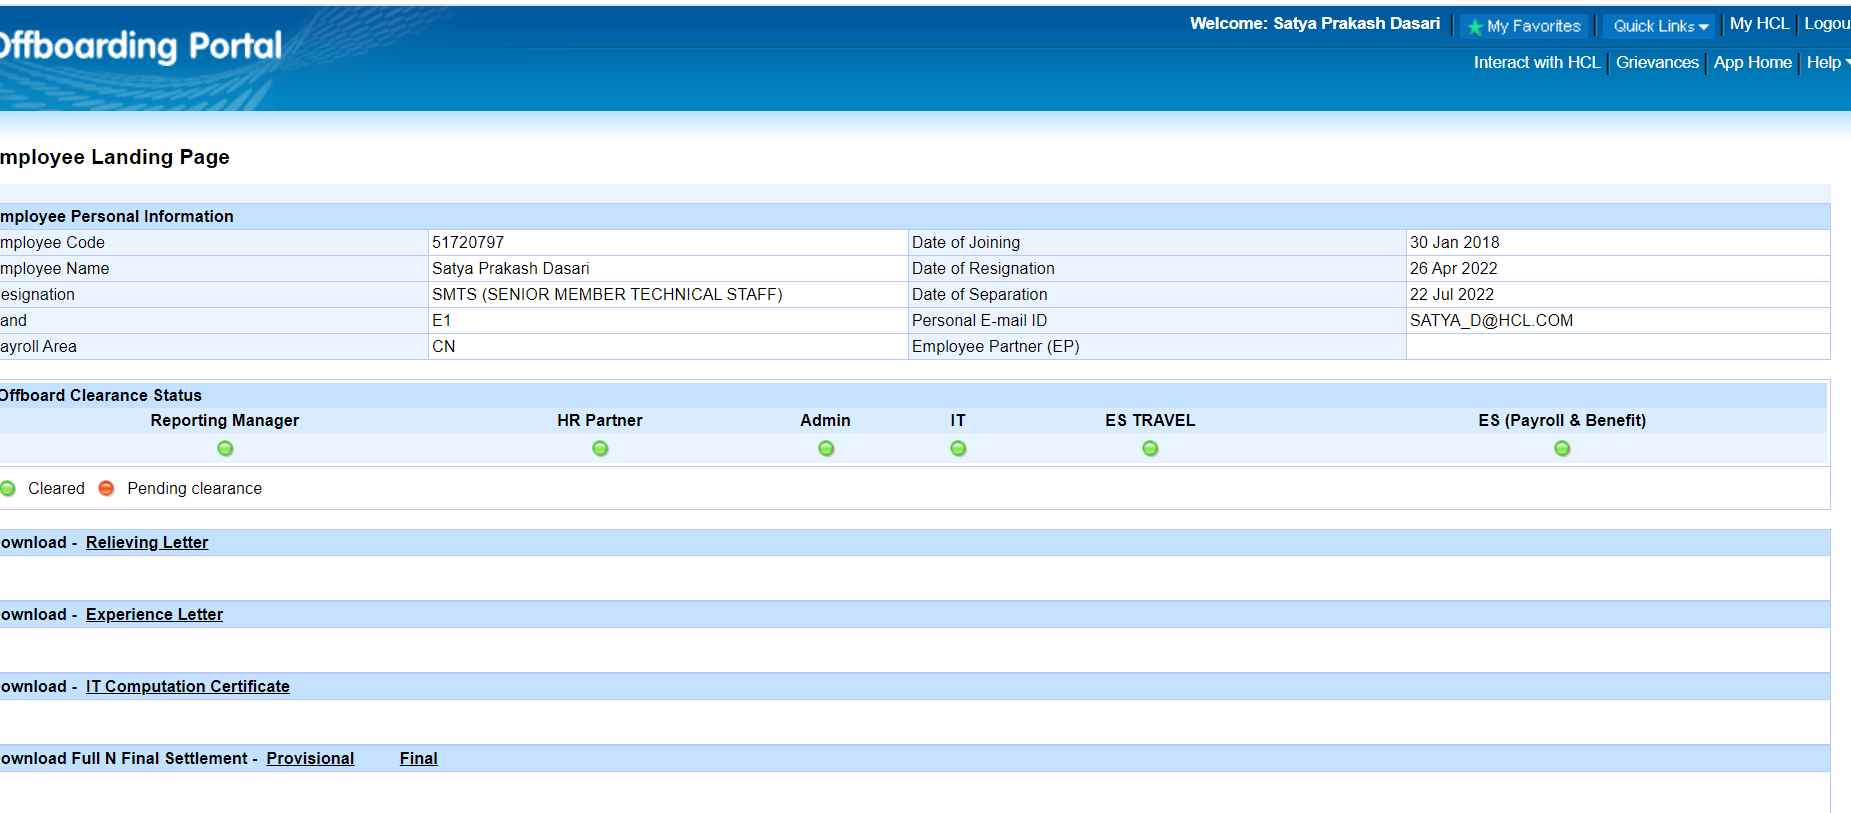 Offboarding Portal
Welcome: Satya Prakash Dasari My Favorites Quick Links My HCL Logou
Interact with HCL Grievances App Home Help
mployee Landing Page
mployee Personal Information
mployee Code 51720797 Date of Joining 30 Jan 2018
mployee Name Satya Prakash Dasari Date of Resignation 26 Apr 2022
esignation SMTS (SENIOR MEMBER TECHNICAL STAFF) Date of Separation 22 Jul 2022
and E1 Personal E-mail ID SATYA_D@HCL.COM
ayroll Area CN Employee Partner (EP)
Offboard Clearance Status
Reporting Manager HR Partner Admin IT ES TRAVEL ES (Payroll & Benefit)
Cleared Pending clearance
ownload - Relieving Letter
ownload - Experience Letter
ownload - IT Computation Certificate
ownload Full N Final Settlement - Provisional Final